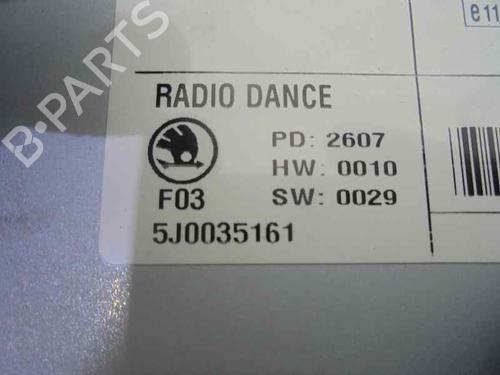 e11
RADIO DANCE
PD: 2607
HW: 0010
F03 SW: 0029
5J0035161
B-PARTS